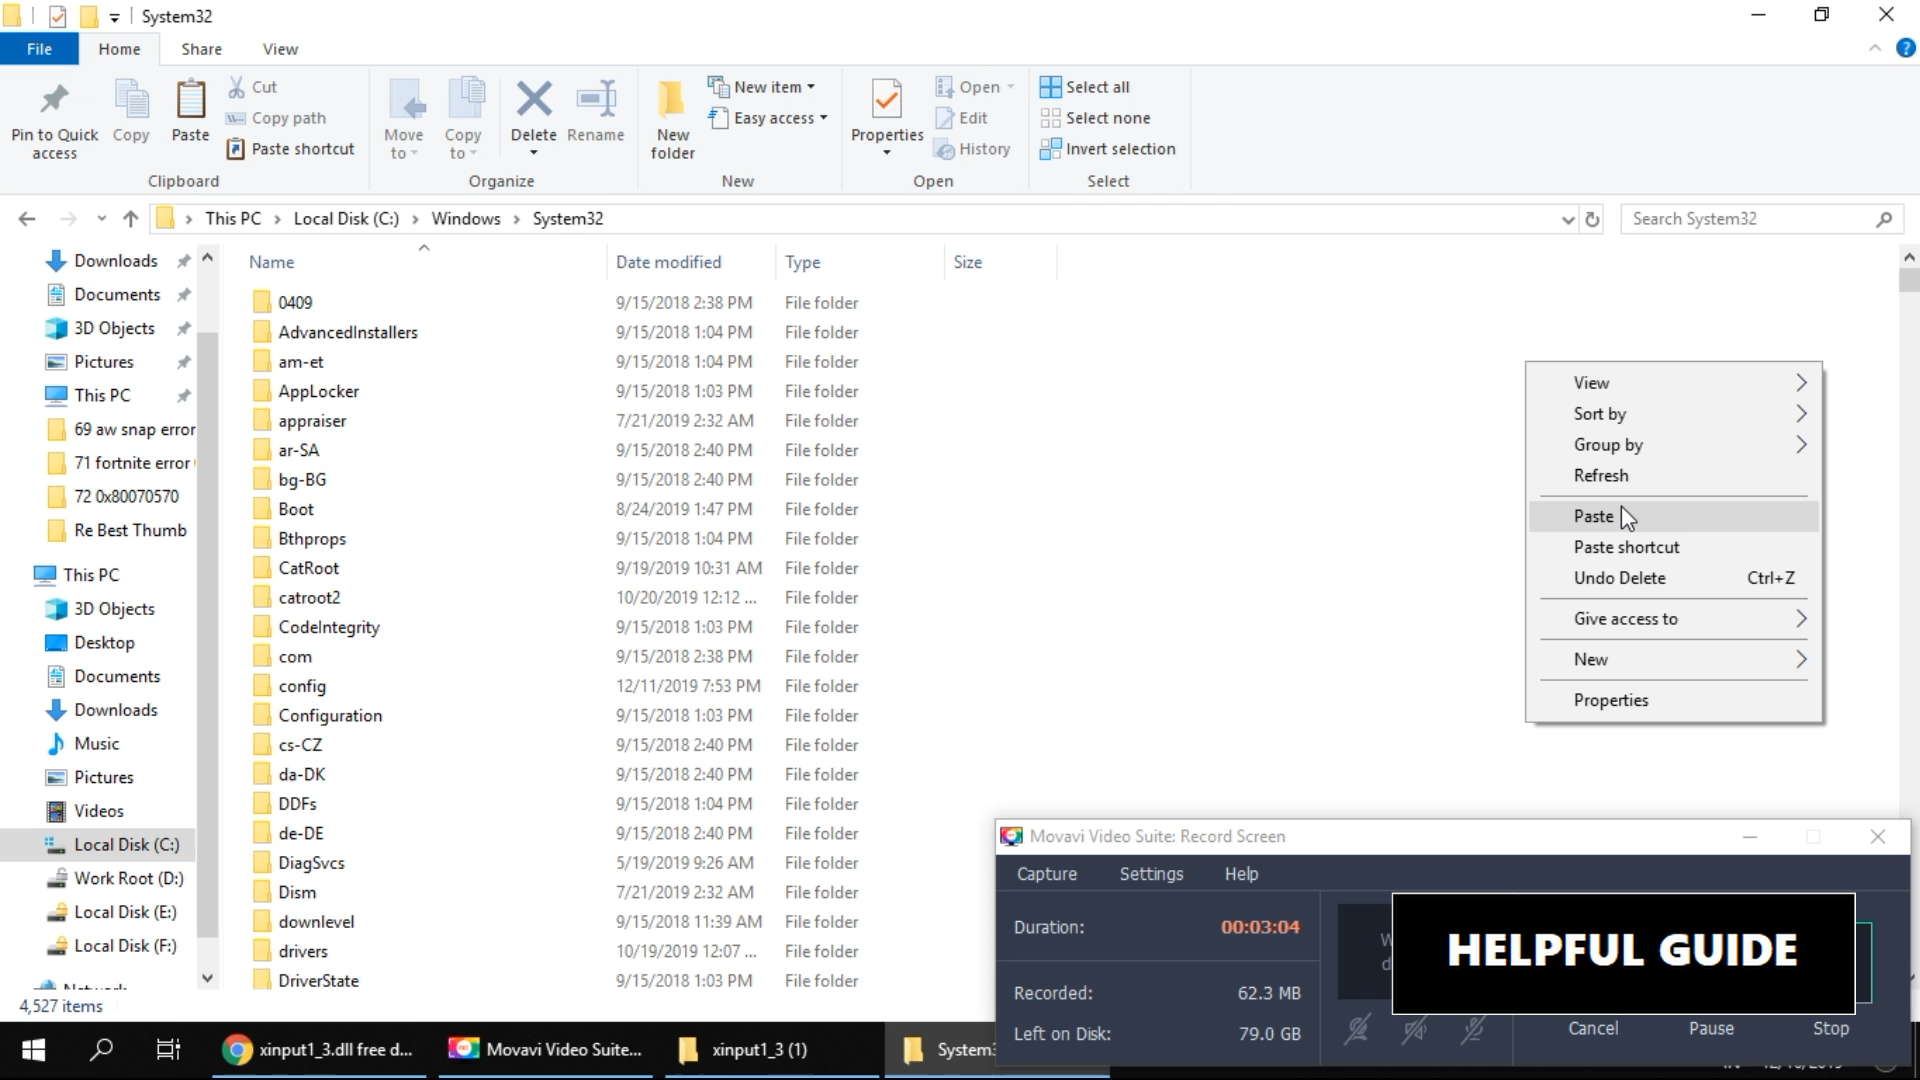 System32
File
Home
Share
View
Pin to Quick access
Copy
Paste
Cut
Copy path
Paste shortcut
Clipboard
Move to
Copy to
Delete
Rename
Organize
New folder
New item
Easy access
New
Properties
Open
Edit
History
Open
Select all
Select none
Invert selection
Select
This PC > Local Disk (C:) > Windows > System32
Search System32
Downloads
Documents
3D Objects
Pictures
This PC
69 aw snap error
71 fortnite error
72 0x80070570
Re Best Thumb
This PC
3D Objects
Desktop
Documents
Downloads
Music
Pictures
Videos
Local Disk (C:)
Work Root (D:)
Local Disk (E:)
Local Disk (F:)
Name Date modified Type Size
0409 9/15/2018 2:38 PM File folder
AdvancedInstallers 9/15/2018 1:04 PM File folder
am-et 9/15/2018 1:04 PM File folder
AppLocker 9/15/2018 1:03 PM File folder
appraiser 7/21/2019 2:32 AM File folder
ar-SA 9/15/2018 2:40 PM File folder
bg-BG 9/15/2018 2:40 PM File folder
Boot 8/24/2019 1:47 PM File folder
Bthprops 9/15/2018 1:04 PM File folder
CatRoot 9/19/2019 10:31 AM File folder
catroot2 10/20/2019 12:12 ... File folder
CodeIntegrity 9/15/2018 1:03 PM File folder
com 9/15/2018 2:38 PM File folder
config 12/11/2019 7:53 PM File folder
Configuration 9/15/2018 1:03 PM File folder
cs-CZ 9/15/2018 2:40 PM File folder
da-DK 9/15/2018 2:40 PM File folder
DDFs 9/15/2018 1:04 PM File folder
de-DE 9/15/2018 2:40 PM File folder
DiagSvcs 5/19/2019 9:26 AM File folder
Dism 7/21/2019 2:32 AM File folder
downlevel 9/15/2018 11:39 AM File folder
drivers 10/19/2019 12:07 ... File folder
DriverState 9/15/2018 1:03 PM File folder
View
Sort by
Group by
Refresh
Paste
Paste shortcut
Undo Delete Ctrl+Z
Give access to
New
Properties
4,527 items
Movavi Video Suite: Record Screen
Capture Settings Help
Duration: 00:03:04
Recorded: 62.3 MB
Left on Disk: 79.0 GB
HELPFUL GUIDE
Cancel Pause Stop
xinput1_3.dll free d...
Movavi Video Suite...
xinput1_3 (1)